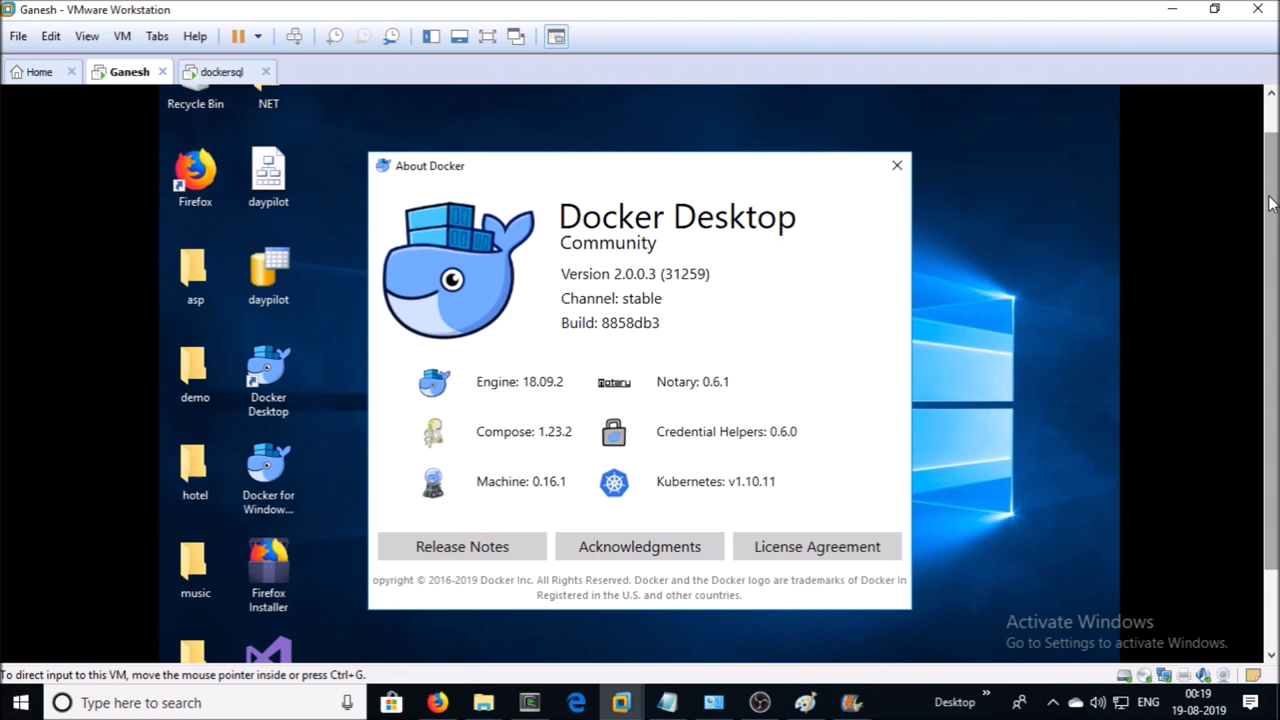 Ganesh - VMware Workstation
File Edit View VM Tabs Help
Home Ganesh dockersql
Recycle Bin NET
About Docker
Docker Desktop
Community
Version 2.0.0.3 (31259)
Channel: stable
Build: 8858db3
Engine: 18.09.2
Notary
Notary: 0.6.1
Compose: 1.23.2
Credential Helpers: 0.6.0
Machine: 0.16.1
Kubernetes: v1.10.11
Release Notes Acknowledgments License Agreement
opyright © 2016-2019 Docker Inc. All Rights Reserved. Docker and the Docker logo are trademarks of Docker In
Registered in the U.S. and other countries.
Firefox daypilot
asp daypilot
demo Docker
Desktop
hotel Docker for
Window...
music Firefox
Installer
Activate Windows
Go to Settings to activate Windows.
To direct input to this VM, move the mouse pointer inside or press Ctrl+G.
Type here to search
Desktop
ENG
00:19
19-08-2019